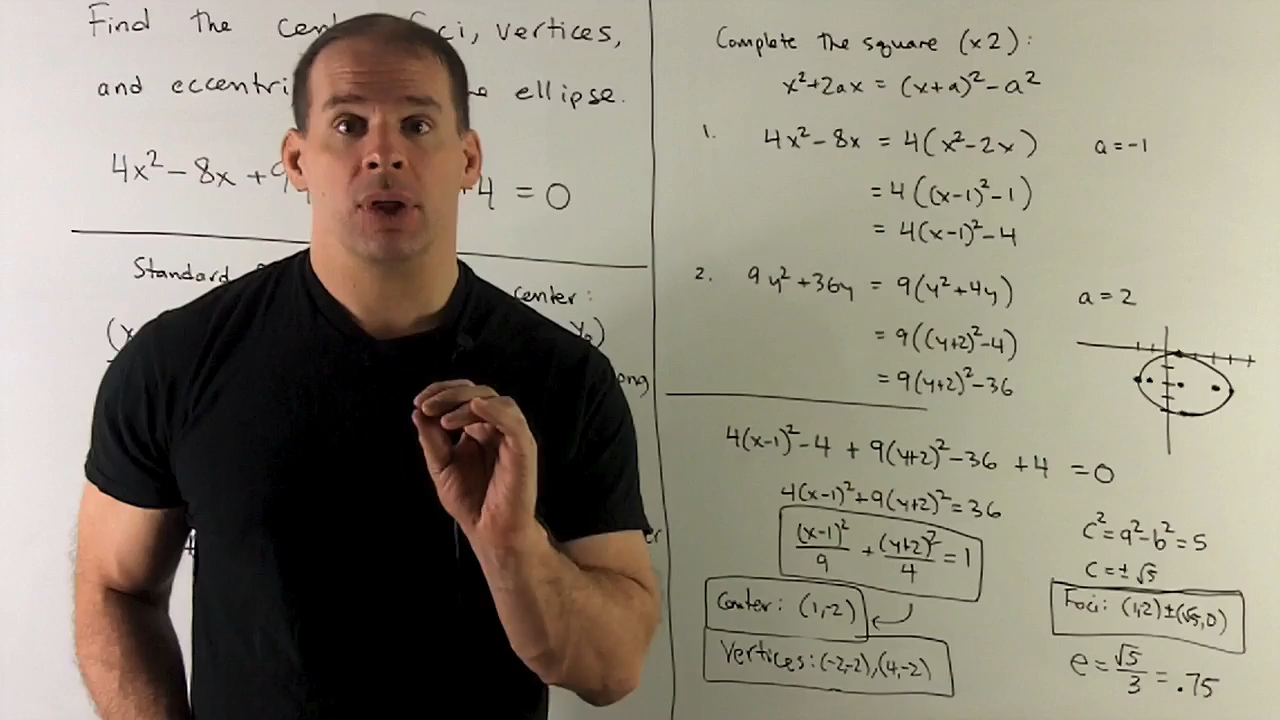 Find the
vertices,
and
ellipse.
4x² – 8x +
4 = 0
Standard
center:
Complete the square (x2):
x²+2ax = (x+a)² – a²
1. 4x² – 8x = 4(x² – 2x) a = –1
= 4((x–1)² – 1)
= 4(x–1)² – 4
2. 9y² + 36y = 9(y² + 4y) a = 2
= 9((y+2)² – 4)
= 9(y+2)² – 36
4(x–1)² – 4 + 9(y+2)² – 36 + 4 = 0
4(x–1)² + 9(y+2)² = 36
(x–1)²/9 + (y+2)²/4 = 1
Center: (1,–2)
Vertices: (–2,–2), (4,–2)
c² = a² – b² = 5
c = ± √5
Foci: (1,2) ± (√5,0)
e = √5/3 = .75